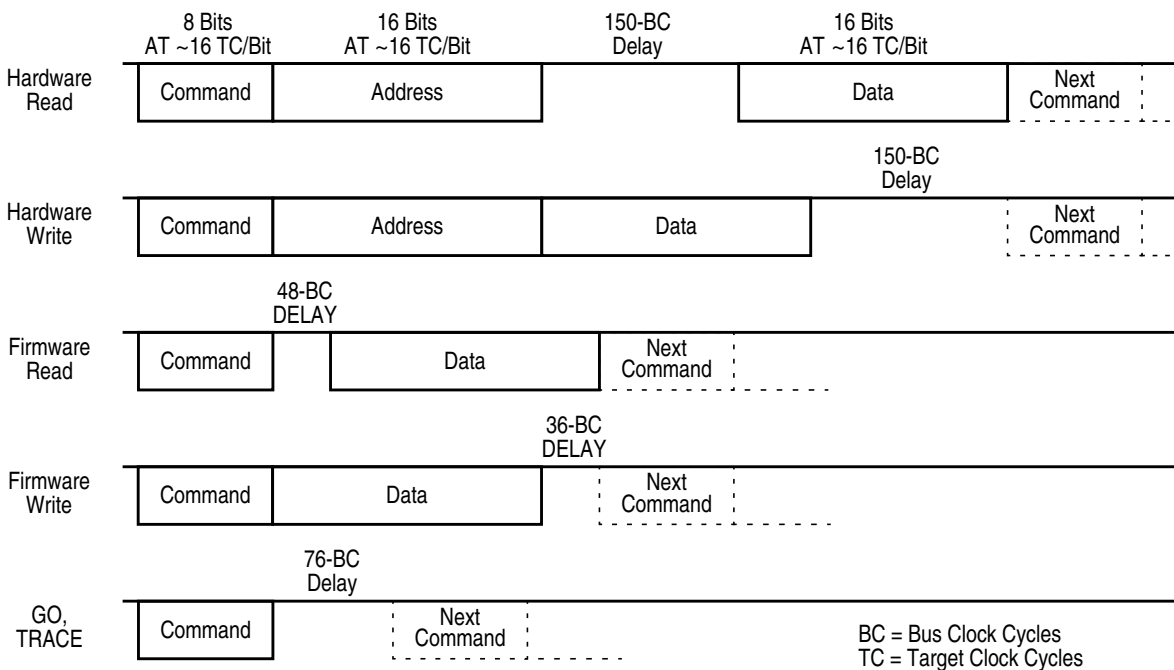 8 Bits
AT ~16 TC/Bit
16 Bits
AT ~16 TC/Bit
150-BC
Delay
16 Bits
AT ~16 TC/Bit
Hardware
Read
Command
Address
Data
Next
Command
150-BC
Delay
Hardware
Write
Command
Address
Data
Next
Command
48-BC
DELAY
Firmware
Read
Command
Data
Next
Command
36-BC
DELAY
Firmware
Write
Command
Data
Next
Command
76-BC
Delay
GO,
TRACE
Command
Next
Command
BC = Bus Clock Cycles
TC = Target Clock Cycles